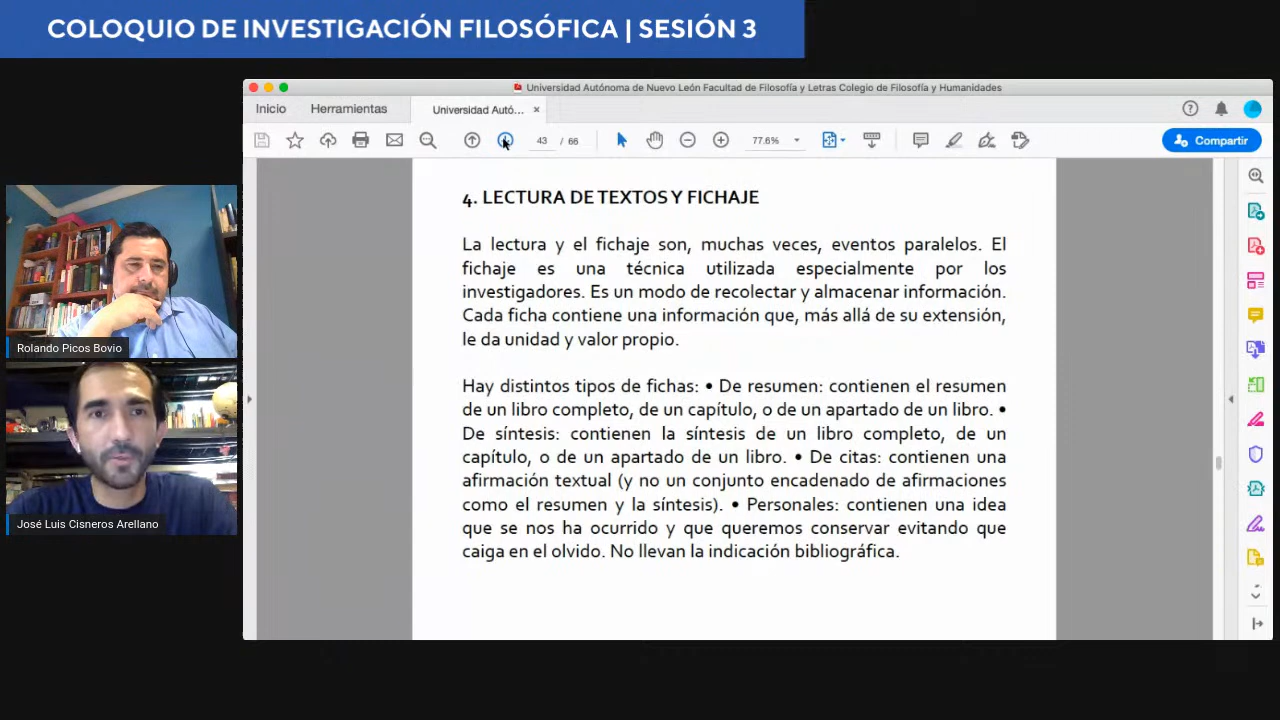 COLOQUIO DE INVESTIGACIÓN FILOSÓFICA | SESIÓN 3
Universidad Autónoma de Nuevo León Facultad de Filosofía y Letras Colegio de Filosofía y Humanidades
Inicio Herramientas Universidad Autó... ×
43 / 66 77.6% Compartir
4. LECTURA DE TEXTOS Y FICHAJE
La lectura y el fichaje son, muchas veces, eventos paralelos. El
fichaje es una técnica utilizada especialmente por los
investigadores. Es un modo de recolectar y almacenar información.
Cada ficha contiene una información que, más allá de su extensión,
le da unidad y valor propio.
Hay distintos tipos de fichas: • De resumen: contienen el resumen
de un libro completo, de un capítulo, o de un apartado de un libro. •
De síntesis: contienen la síntesis de un libro completo, de un
capítulo, o de un apartado de un libro. • De citas: contienen una
afirmación textual (y no un conjunto encadenado de afirmaciones
como el resumen y la síntesis). • Personales: contienen una idea
que se nos ha ocurrido y que queremos conservar evitando que
caiga en el olvido. No llevan la indicación bibliográfica.
Rolando Picos Bovio
José Luis Cisneros Arellano